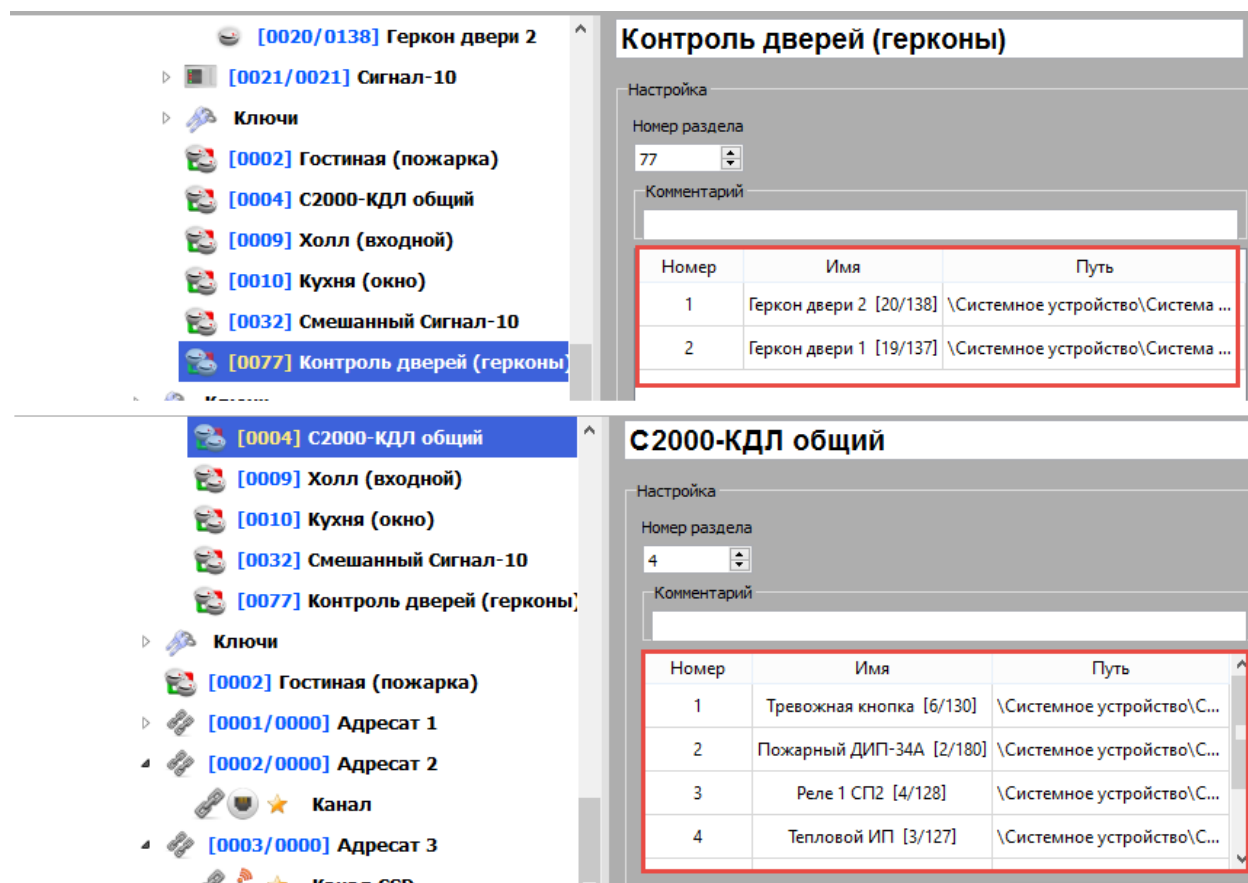 [0020/0138] Геркон двери 2
[0021/0021] Сигнал-10
Ключи
[0002] Гостиная (пожарка)
[0004] С2000-КДЛ общий
[0009] Холл (входной)
[0010] Кухня (окно)
[0032] Смешанный Сигнал-10
[0077] Контроль дверей (герконы)
Контроль дверей (герконы)
Настройка
Номер раздела
77
Комментарий
Номер Имя Путь
1 Геркон двери 2 [20/138] \Системное устройство\Система ...
2 Геркон двери 1 [19/137] \Системное устройство\Система ...
[0004] С2000-КДЛ общий
[0009] Холл (входной)
[0010] Кухня (окно)
[0032] Смешанный Сигнал-10
[0077] Контроль дверей (герконы)
Ключи
[0002] Гостиная (пожарка)
[0001/0000] Адресат 1
[0002/0000] Адресат 2
Канал
[0003/0000] Адресат 3
С2000-КДЛ общий
Настройка
Номер раздела
4
Комментарий
Номер Имя Путь
1 Тревожная кнопка [6/130] \Системное устройство\С...
2 Пожарный ДИП-34А [2/180] \Системное устройство\С...
3 Реле 1 СП2 [4/128] \Системное устройство\С...
4 Тепловой ИП [3/127] \Системное устройство\С...